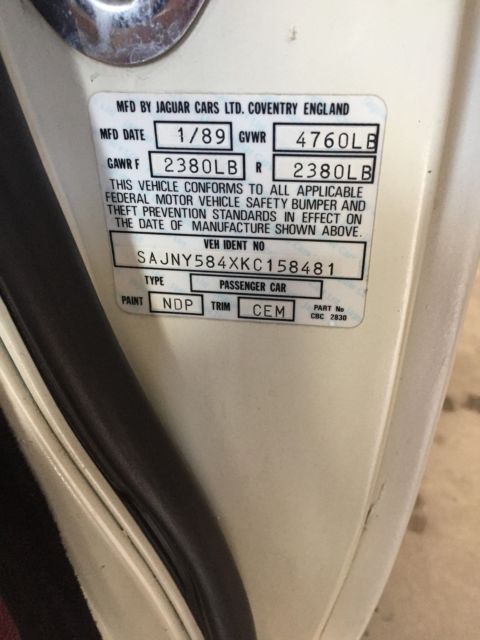 MFD BY JAGUAR CARS LTD. COVENTRY ENGLAND
MFD DATE 1/89 GVWR 4760LB
GAWR F 2380LB R 2380LB
THIS VEHICLE CONFORMS TO ALL APPLICABLE
FEDERAL MOTOR VEHICLE SAFETY BUMPER AND
THEFT PREVENTION STANDARDS IN EFFECT ON
THE DATE OF MANUFACTURE SHOWN ABOVE.
VEH IDENT NO
SAJNY584XKC158481
TYPE PASSENGER CAR
PAINT NDP TRIM CEM PART No
CBC 2830